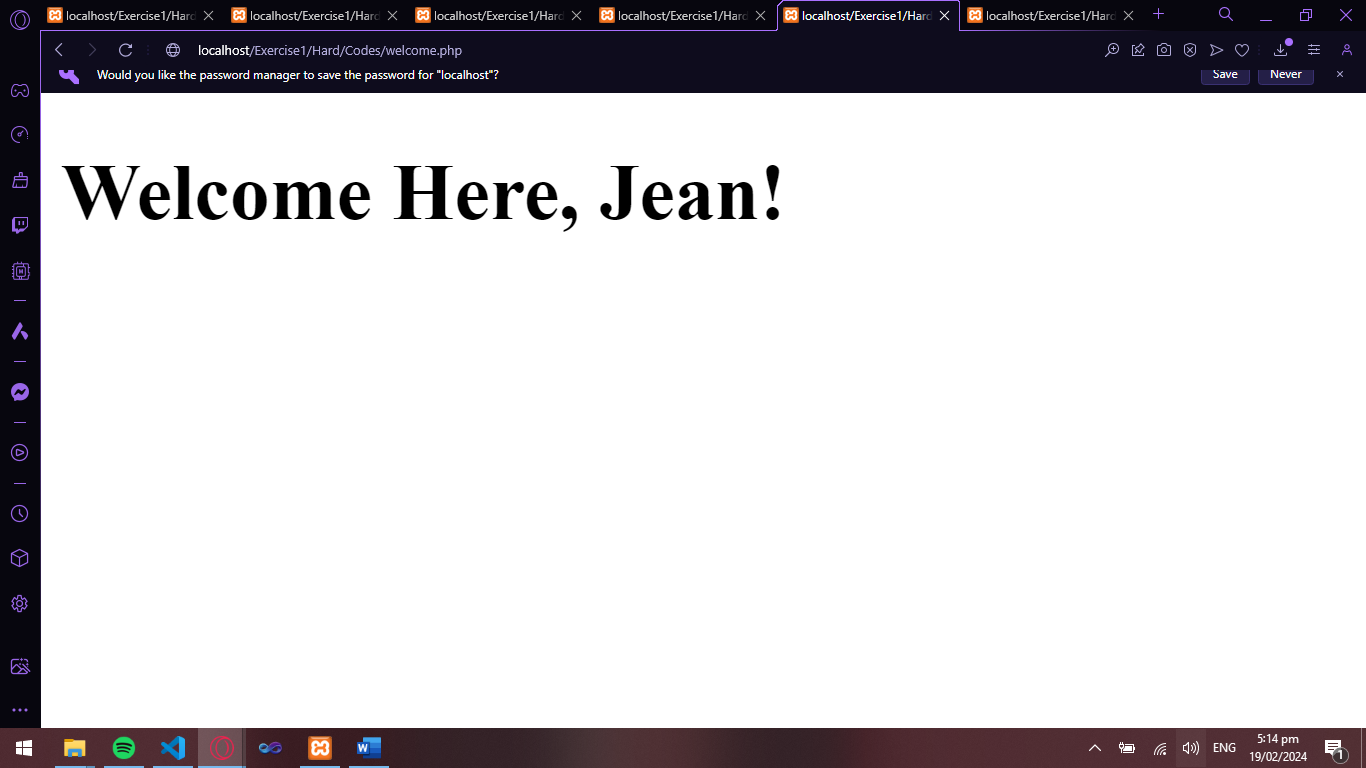 localhost/Exercise1/Hard localhost/Exercise1/Hard localhost/Exercise1/Hard localhost/Exercise1/Hard localhost/Exercise1/Hard localhost/Exercise1/Hard
localhost/Exercise1/Hard/Codes/welcome.php
Would you like the password manager to save the password for "localhost"? Save Never
Welcome Here, Jean!
ENG
5:14 pm
19/02/2024
1